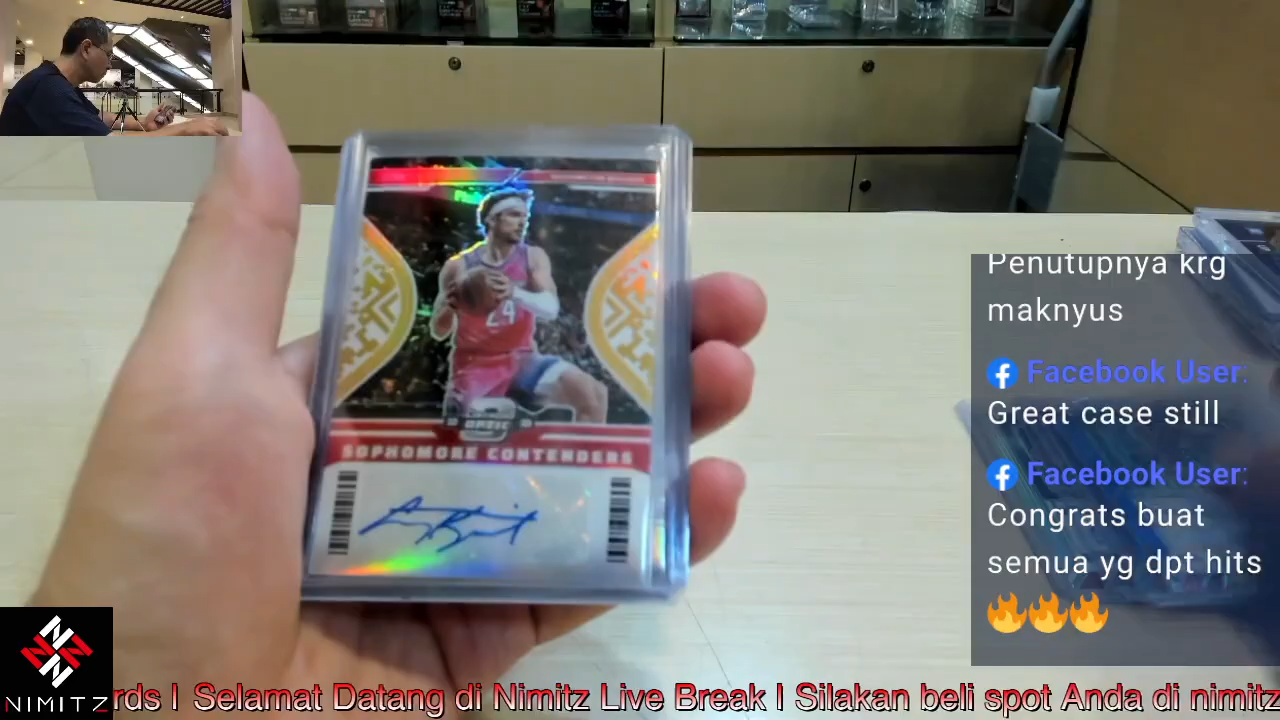 24
OPTIC
SOPHOMORE CONTENDERS
Penutupnya krg
maknyus
Facebook User:
Great case still
Facebook User:
Congrats buat
semua yg dpt hits
🔥🔥🔥
NIMITZ
rds I Selamat Datang di Nimitz Live Break I Silakan beli spot Anda di nimitz